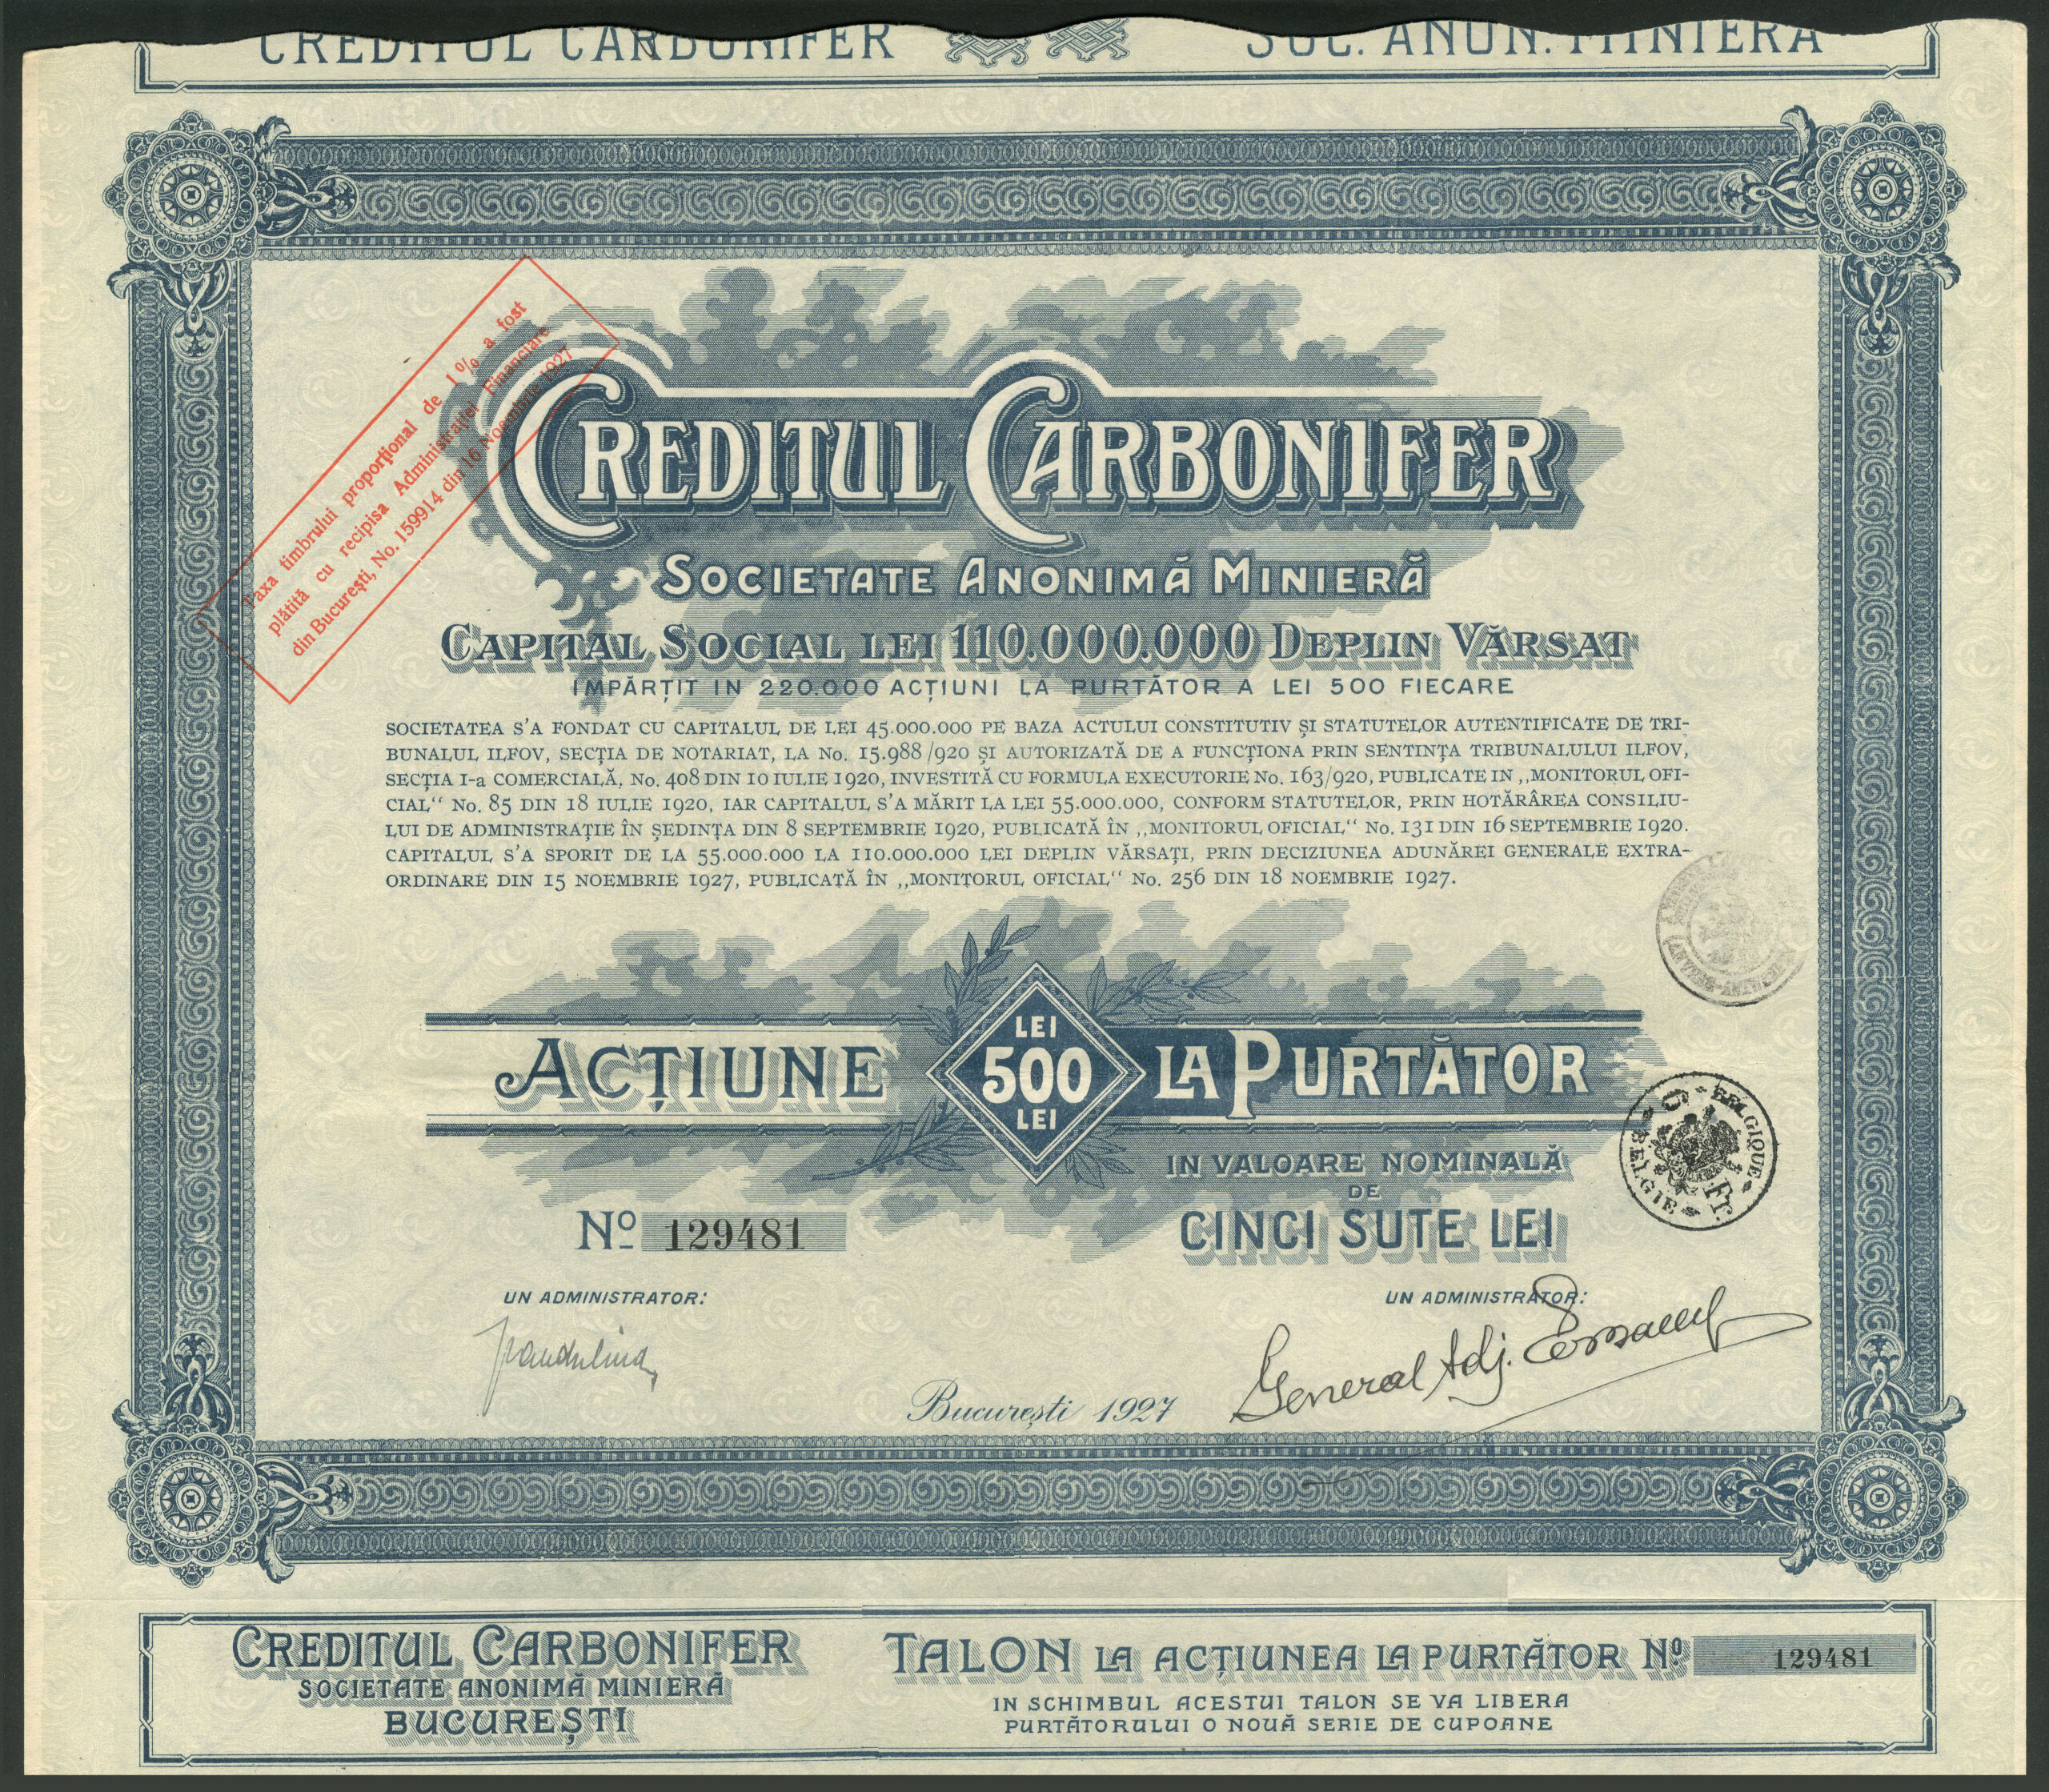 CREDITUL CARBONIFER SOC. ANON. MINIERA
Taxa timbrului proporțional de 1% a fost
plătită cu recipisa Administrației Financiare
din București, No. 159914 din 16 Noembrie 1927
CREDITUL CARBONIFER
SOCIETATE ANONIMĂ MINIERĂ
CAPITAL SOCIAL LEI 110.000.000 DEPLIN VĂRSAT
IMPĂRȚIT IN 220.000 ACȚIUNI LA PURTĂTOR A LEI 500 FIECARE
SOCIETATEA S'A FONDAT CU CAPITALUL DE LEI 45.000.000 PE BAZA ACTULUI CONSTITUTIV ȘI STATUTELOR AUTENTIFICATE DE TRI-
BUNALUL ILFOV, SECȚIA DE NOTARIAT, LA No. 15.988/920 ȘI AUTORIZATĂ DE A FUNCȚIONA PRIN SENTINȚA TRIBUNALULUI ILFOV,
SECȚIA I-a COMERCIALĂ, No. 408 DIN 10 IULIE 1920, INVESTITĂ CU FORMULA EXECUTORIE No. 163/920, PUBLICATE IN „MONITORUL OFI-
CIAL“ No. 85 DIN 18 IULIE 1920, IAR CAPITALUL S'A MĂRIT LA LEI 55.000.000, CONFORM STATUTELOR, PRIN HOTĂRÂREA CONSILIU-
LUI DE ADMINISTRAȚIE ÎN ȘEDINȚA DIN 8 SEPTEMBRIE 1920, PUBLICATĂ ÎN „MONITORUL OFICIAL“ No. 131 DIN 16 SEPTEMBRIE 1920.
CAPITALUL S'A SPORIT DE LA 55.000.000 LA 110.000.000 LEI DEPLIN VĂRSAȚI, PRIN DECIZIUNEA ADUNĂREI GENERALE EXTRA-
ORDINARE DIN 15 NOEMBRIE 1927, PUBLICATĂ ÎN „MONITORUL OFICIAL“ No. 256 DIN 18 NOEMBRIE 1927.
LEI
ACȚIUNE 500 LA PURTĂTOR
LEI
BELGIQUE
BELGIE
Fr.
IN VALOARE NOMINALĂ
DE
No 129481 CINCI SUTE LEI
UN ADMINISTRATOR: UN ADMINISTRATOR:
General Adj.
București 1927
CREDITUL CARBONIFER
SOCIETATE ANONIMĂ MINIERĂ
BUCUREȘTI
TALON LA ACȚIUNEA LA PURTĂTOR No 129481
IN SCHIMBUL ACESTUI TALON SE VA LIBERA
PURTĂTORULUI O NOUĂ SERIE DE CUPOANE